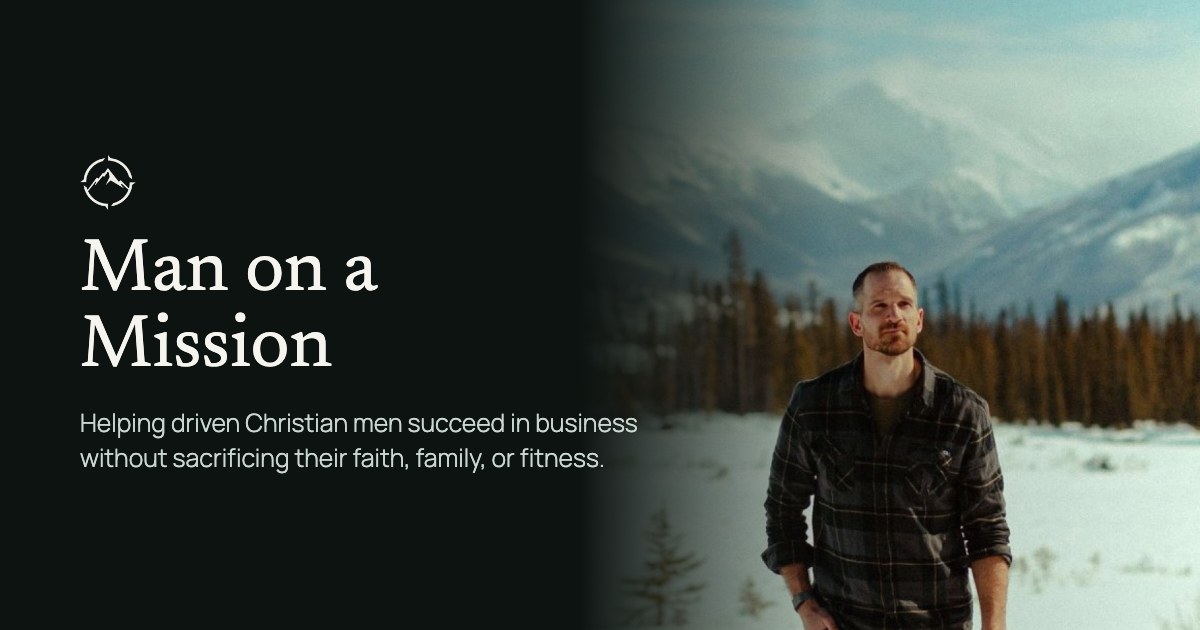 Man on a
Mission
Helping driven Christian men succeed in business
without sacrificing their faith, family, or fitness.